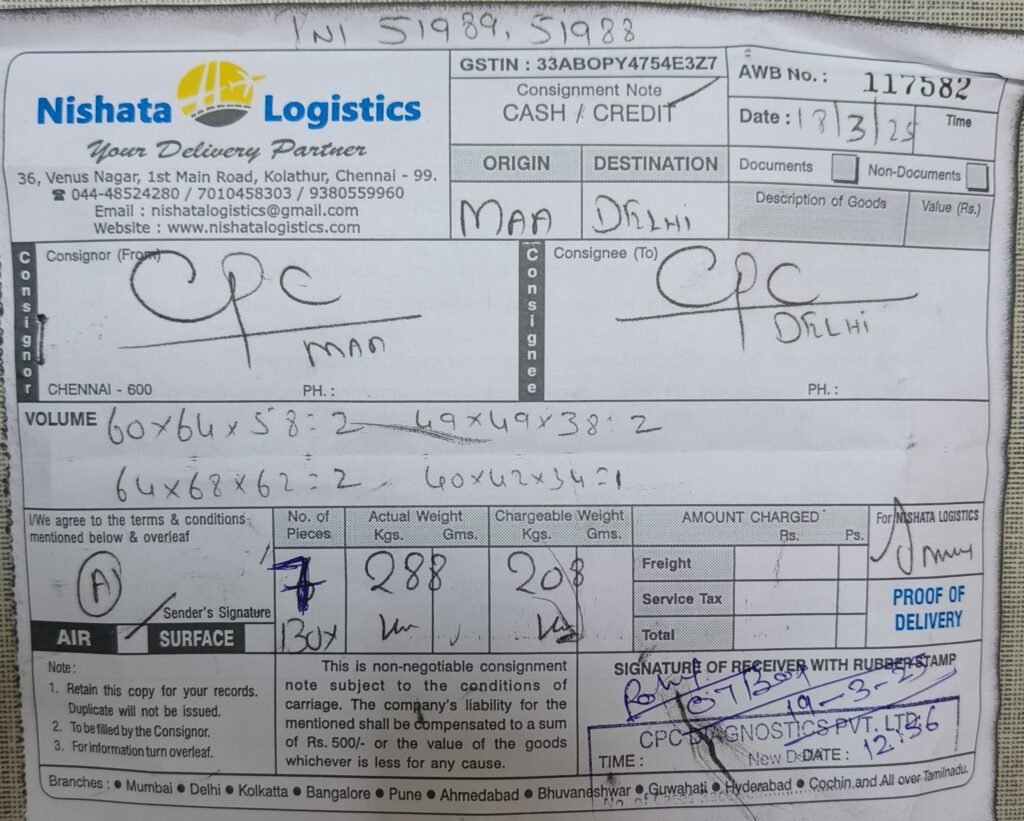 INI 51989, 51988
Nishata Logistics
Your Delivery Partner
36, Venus Nagar, 1st Main Road, Kolathur, Chennai - 99.
☎ 044-48524280 / 7010458303 / 9380559960
Email : nishatalogistics@gmail.com
Website : www.nishatalogistics.com
GSTIN : 33ABOPY4754E3Z7
Consignment Note
CASH / CREDIT
AWB No. : 117582
Date : 18/3/25 Time
ORIGIN DESTINATION
MAA DELHI
Documents Non-Documents
Description of Goods Value (Rs.)
Consignor
Consignor (From)
CPC
MAA
CHENNAI - 600 PH. :
Consignee
Consignee (To)
CPC
DELHI
PH. :
VOLUME 60x64x58=2 49x49x38=2
64x68x62=2 40x42x34=1
I/We agree to the terms & conditions
mentioned below & overleaf
A
Sender's Signature
AIR SURFACE
No. of Pieces
7
BOX
Actual Weight
Kgs. Gms.
288
Chargeable Weight
Kgs. Gms.
208
AMOUNT CHARGED
Rs. Ps.
Freight
Service Tax
Total
For NISHATA LOGISTICS
PROOF OF
DELIVERY
Note :
1. Retain this copy for your records.
Duplicate will not be issued.
2. To be filled by the Consignor.
3. For information turn overleaf.
This is non-negotiable consignment
note subject to the conditions of
carriage. The company's liability for the
mentioned shall be compensated to a sum
of Rs. 500/- or the value of the goods
whichever is less for any cause.
SIGNATURE OF RECEIVER WITH RUBBER STAMP
07 Box
19-3-25
CPC DIAGNOSTICS PVT. LTD.
New Delhi
TIME : DATE : 12:56
Branches : ● Mumbai ● Delhi ● Kolkatta ● Bangalore ● Pune ● Ahmedabad ● Bhuvaneshwar ● Guwahati ● Hyderabad ● Cochin and All over Tamilnadu.